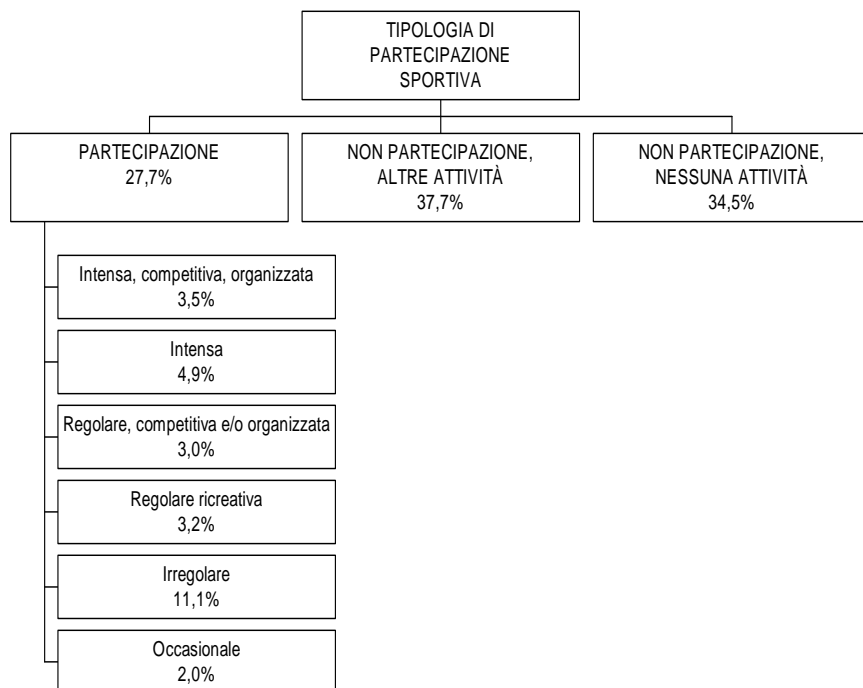 TIPOLOGIA DI
PARTECIPAZIONE
SPORTIVA
PARTECIPAZIONE
27,7%
NON PARTECIPAZIONE,
ALTRE ATTIVITÀ
37,7%
NON PARTECIPAZIONE,
NESSUNA ATTIVITÀ
34,5%
Intensa, competitiva, organizzata
3,5%
Intensa
4,9%
Regolare, competitiva e/o organizzata
3,0%
Regolare ricreativa
3,2%
Irregolare
11,1%
Occasionale
2,0%